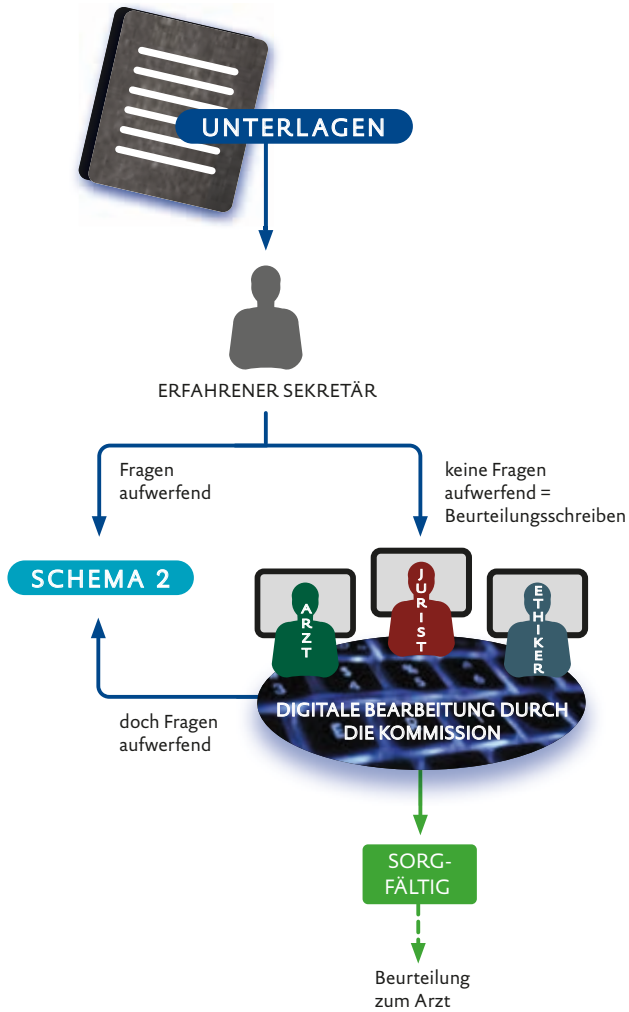 UNTERLAGEN
ERFAHRENER SEKRETÄR
Fragen
aufwerfend
keine Fragen
aufwerfend =
Beurteilungsschreiben
SCHEMA 2
ARZT
JURIST
ETHIKER
DIGITALE BEARBEITUNG DURCH
DIE KOMMISSION
doch Fragen
aufwerfend
SORG-
FÄLTIG
Beurteilung
zum Arzt